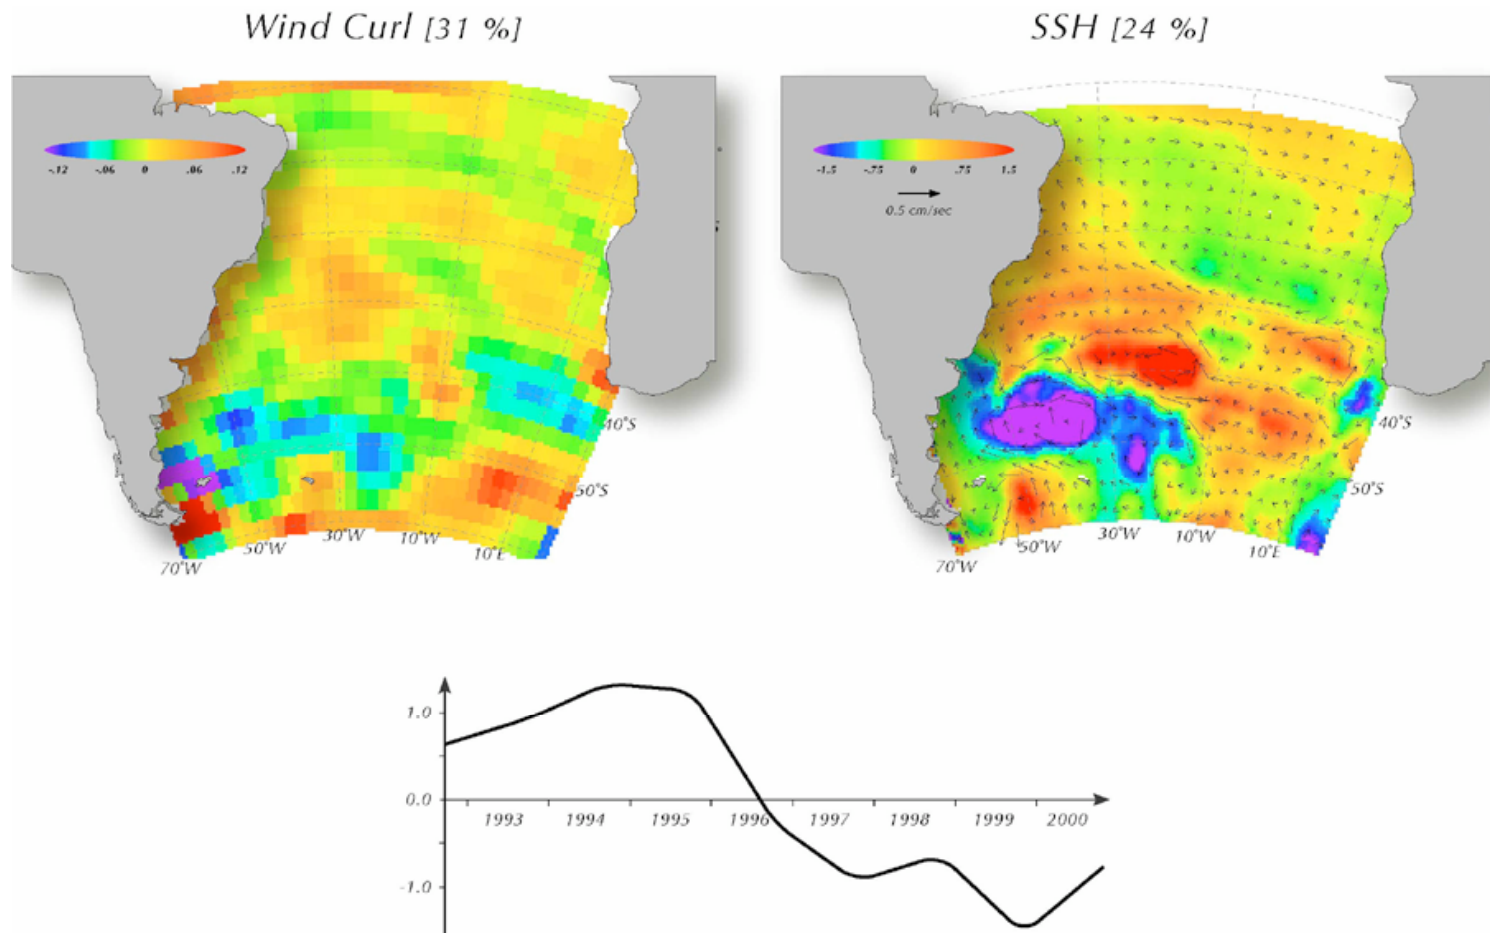 Wind Curl [31 %]
SSH [24 %]
-.12 -.06 0 .06 .12
-1.5 -.75 0 .75 1.5
0.5 cm/sec
40°S
50°S
70°W 50°W 30°W 10°W 10°E
40°S
50°S
70°W 50°W 30°W 10°W 10°E
1.0
0.0
1993 1994 1995 1996 1997 1998 1999 2000
-1.0